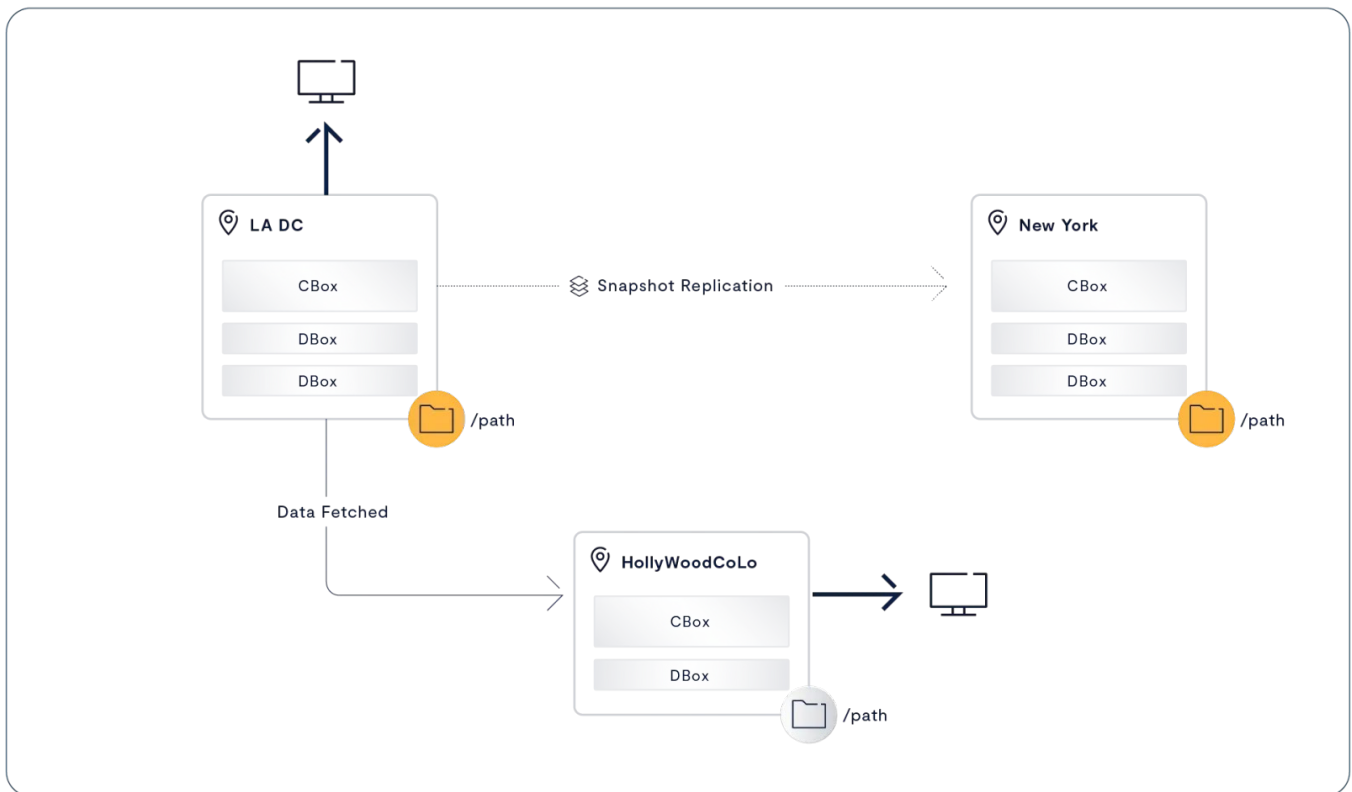 LA DC
CBox
DBox
DBox
/path
Snapshot Replication
New York
CBox
DBox
DBox
/path
Data Fetched
HollyWoodCoLo
CBox
DBox
/path